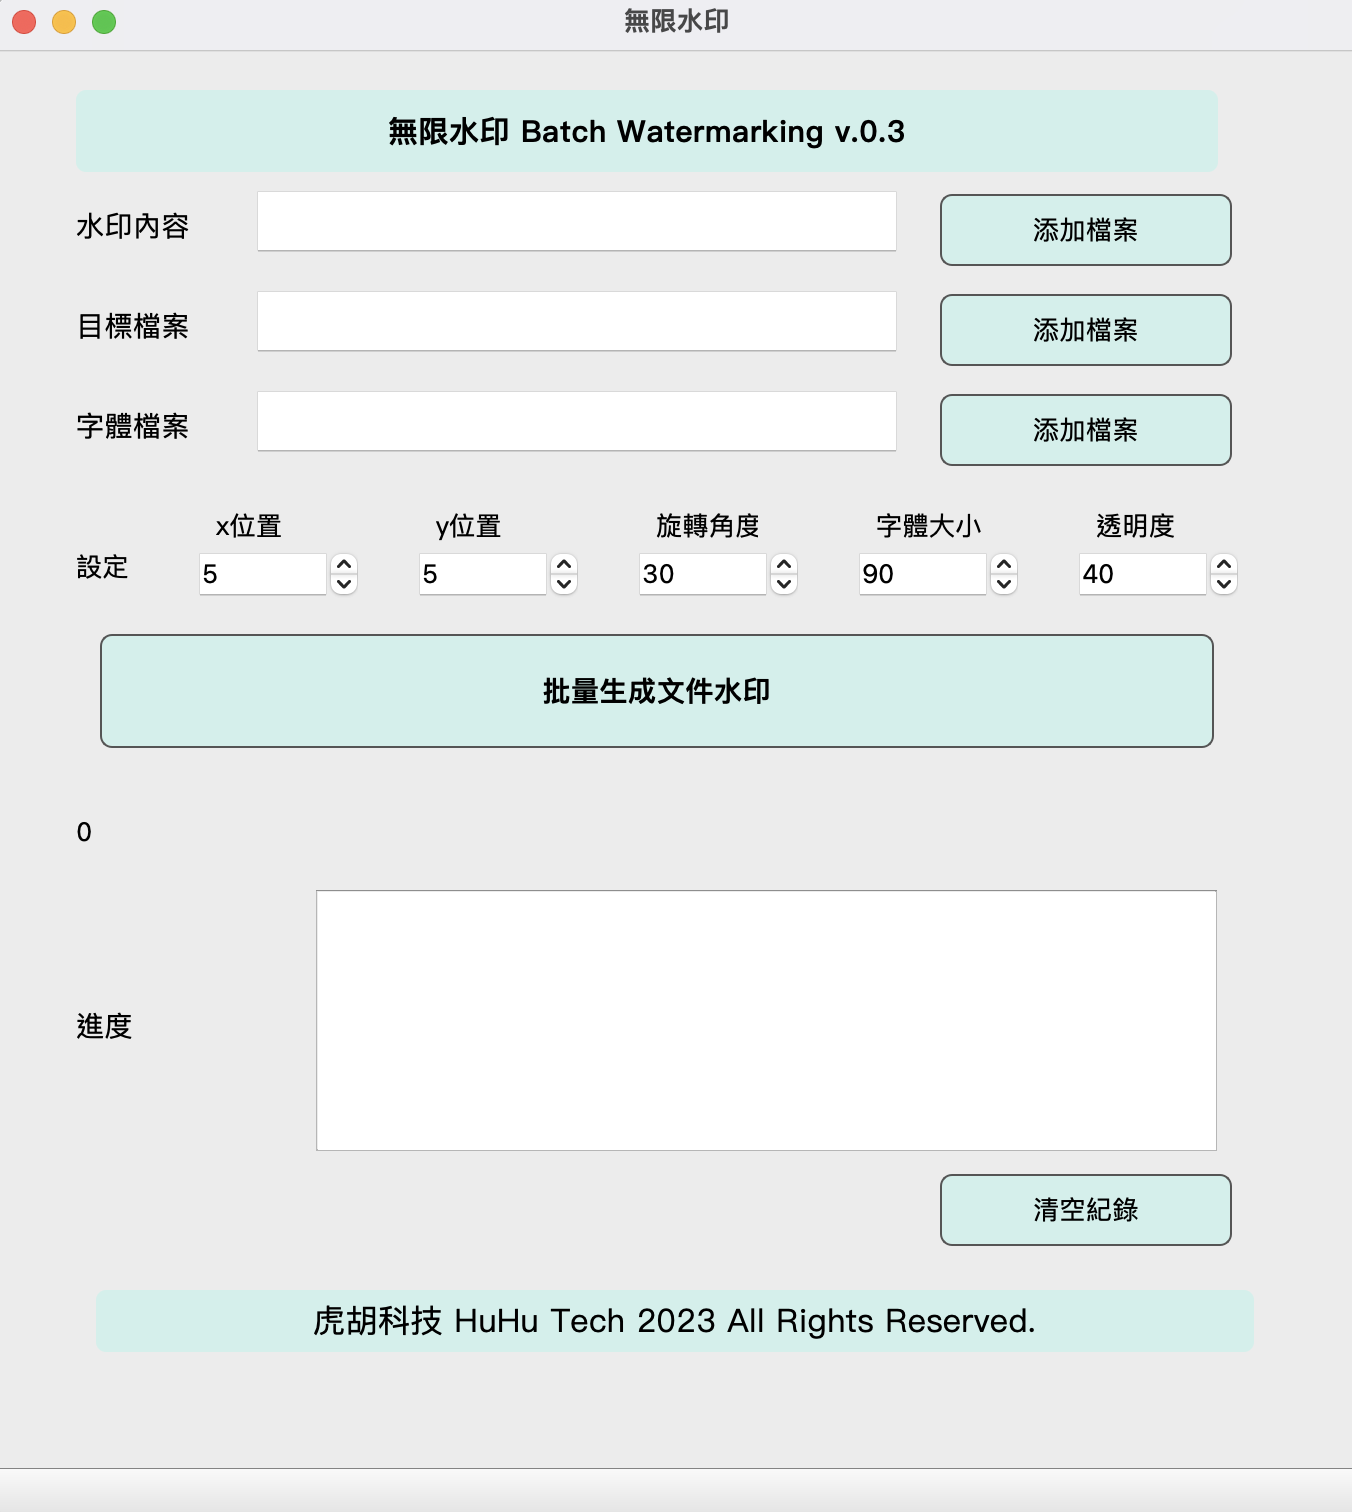 無限水印
無限水印 Batch Watermarking v.0.3
水印內容
添加檔案
目標檔案
添加檔案
字體檔案
添加檔案
x位置 y位置 旋轉角度 字體大小 透明度
設定 5 5 30 90 40
批量生成文件水印
0
進度
清空紀錄
虎胡科技 HuHu Tech 2023 All Rights Reserved.